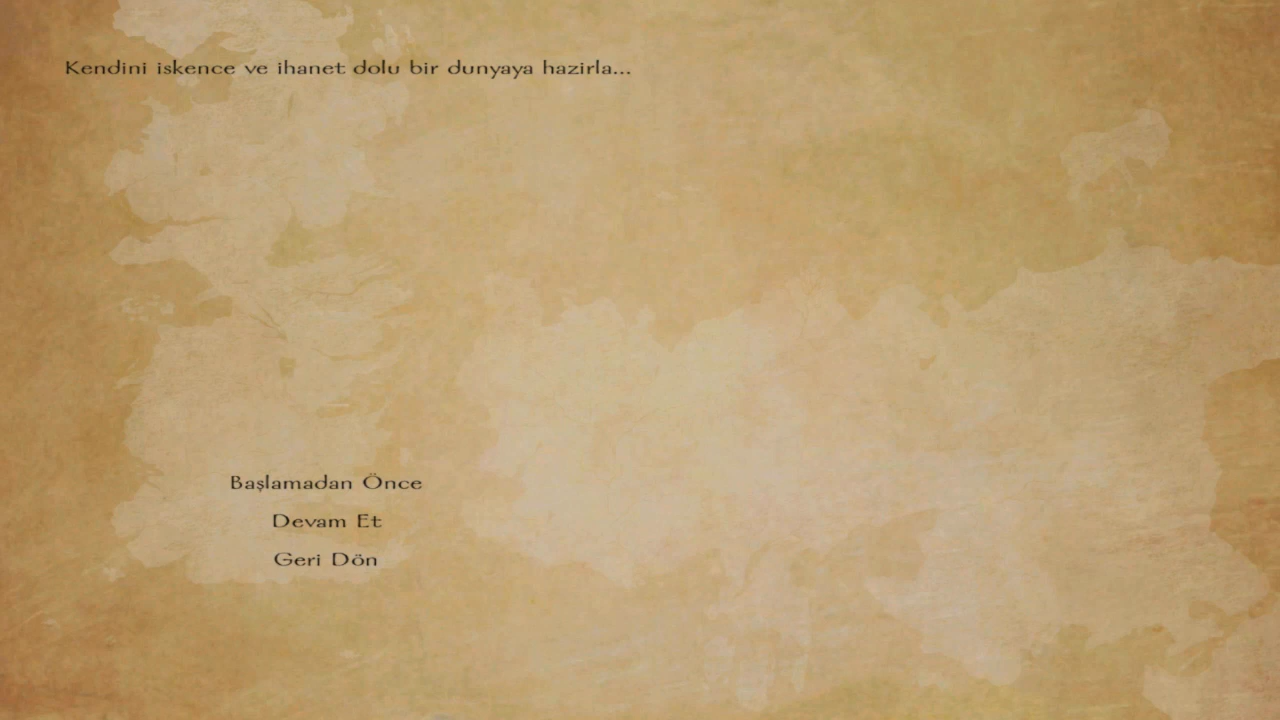 Kendini iskence ve ihanet dolu bir dunyaya hazirla...
Başlamadan Önce
Devam Et
Geri Dön